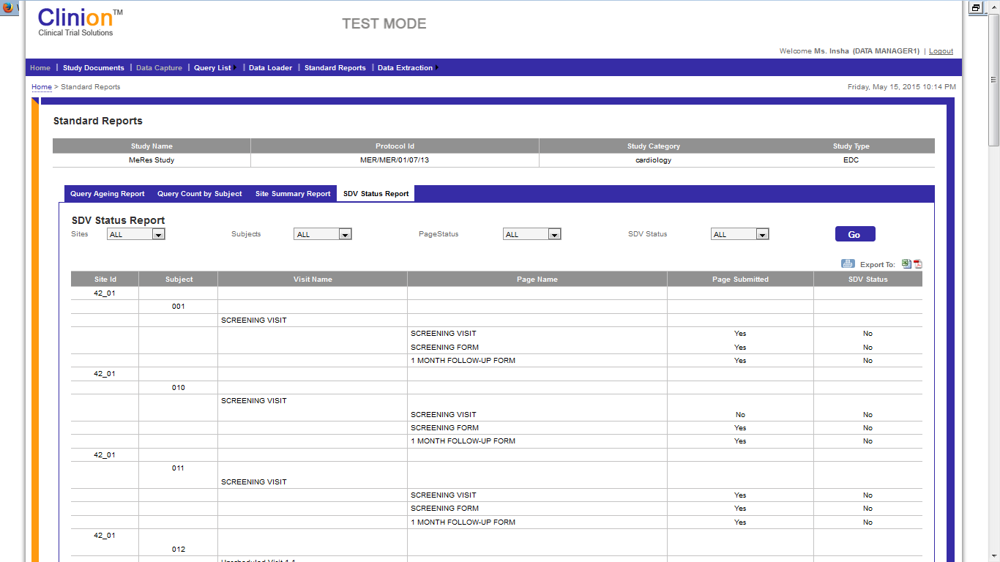 Clinion™
Clinical Trial Solutions
TEST MODE
Welcome Ms. Insha (DATA MANAGER1) | Logout
Home | Study Documents | Data Capture | Query List | Data Loader | Standard Reports | Data Extraction
Home > Standard Reports
Friday, May 15, 2015 10:14 PM
Standard Reports
Study Name Protocol Id Study Category Study Type
MeRes Study MER/MER/01/07/13 cardiology EDC
Query Ageing Report Query Count by Subject Site Summary Report SDV Status Report
SDV Status Report
Sites ALL Subjects ALL PageStatus ALL SDV Status ALL Go
Export To:
Site Id Subject Visit Name Page Name Page Submitted SDV Status
42_01
001
SCREENING VISIT
SCREENING VISIT Yes No
SCREENING FORM Yes No
1 MONTH FOLLOW-UP FORM Yes No
42_01
010
SCREENING VISIT
SCREENING VISIT No No
SCREENING FORM Yes No
1 MONTH FOLLOW-UP FORM Yes No
42_01
011
SCREENING VISIT
SCREENING VISIT Yes No
SCREENING FORM Yes No
1 MONTH FOLLOW-UP FORM Yes No
42_01
012